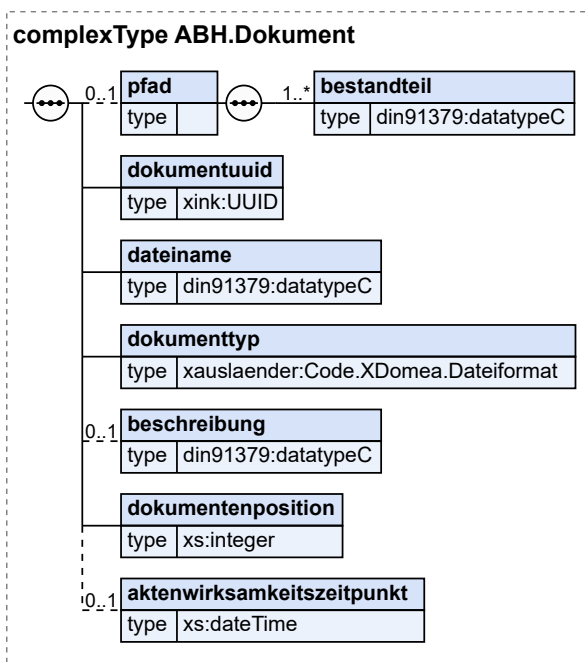 complexType ABH.Dokument
0..1 pfad 1..* bestandteil
type type din91379:datatypeC
dokumentuuid
type xink:UUID
dateiname
type din91379:datatypeC
dokumenttyp
type xauslaender:Code.XDomea.Dateiformat
0..1 beschreibung
type din91379:datatypeC
dokumentenposition
type xs:integer
0..1 aktenwirksamkeitszeitpunkt
type xs:dateTime